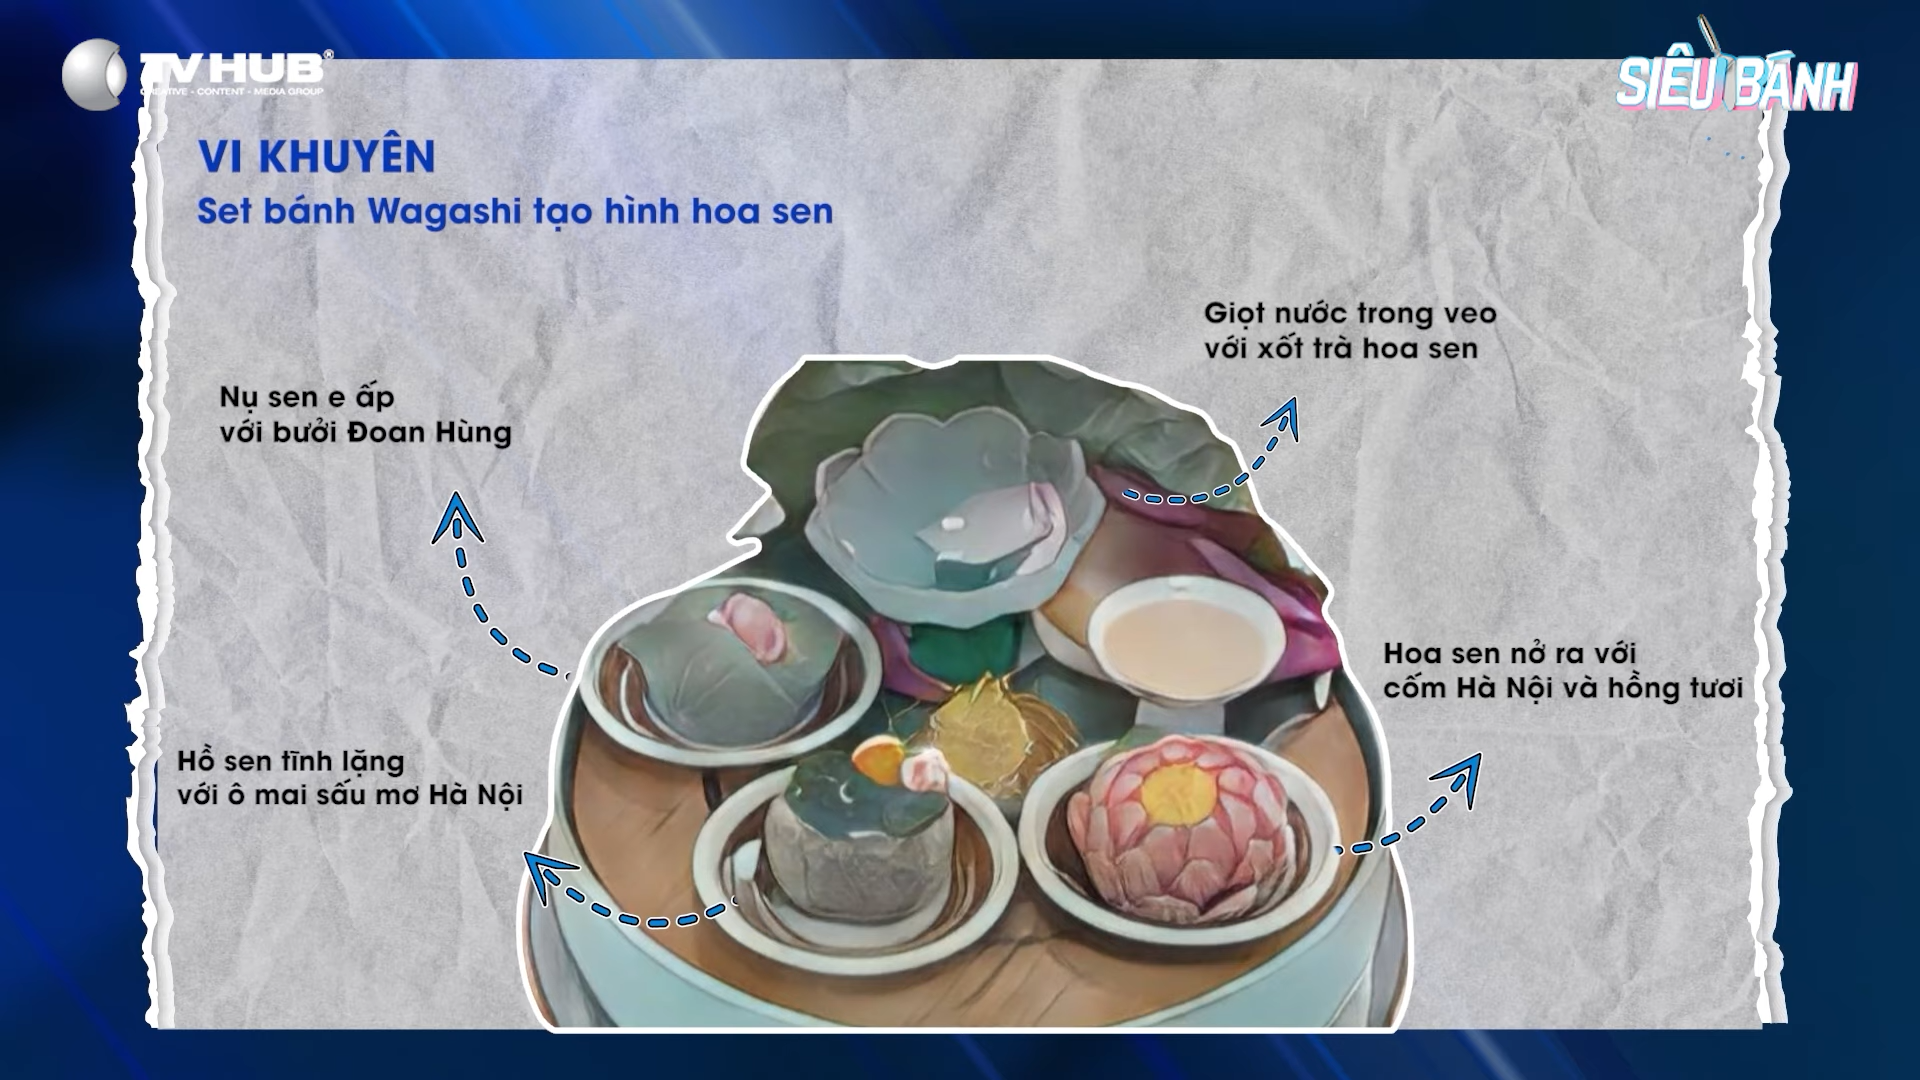 TV HUB®
CREATIVE - CONTENT - MEDIA GROUP
SIÊU BÁNH
VI KHUYÊN
Set bánh Wagashi tạo hình hoa sen
Giọt nước trong veo
với xốt trà hoa sen
Nụ sen e ấp
với bưởi Đoan Hùng
Hoa sen nở ra với
cốm Hà Nội và hồng tươi
Hồ sen tĩnh lặng
với ô mai sấu mơ Hà Nội